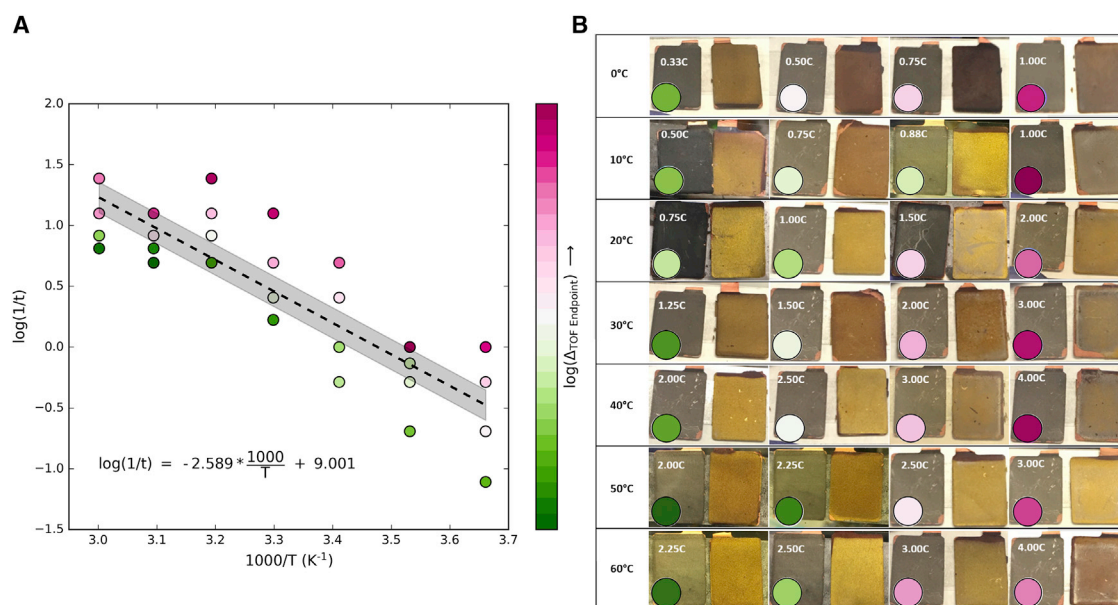 A
B
2.0
1.5
1.0
0.5
0.0
−0.5
−1.0
−1.5
log(1/t)
log(1/t) = -2.589 * 1000/T + 9.001
3.0 3.1 3.2 3.3 3.4 3.5 3.6 3.7
1000/T (K⁻¹)
log(Δ_TOF Endpoint) ⟶
0°C 0.33C 0.50C 0.75C 1.00C
10°C 0.50C 0.75C 0.88C 1.00C
20°C 0.75C 1.00C 1.50C 2.00C
30°C 1.25C 1.50C 2.00C 3.00C
40°C 2.00C 2.50C 3.00C 4.00C
50°C 2.00C 2.25C 2.50C 3.00C
60°C 2.25C 2.50C 3.00C 4.00C